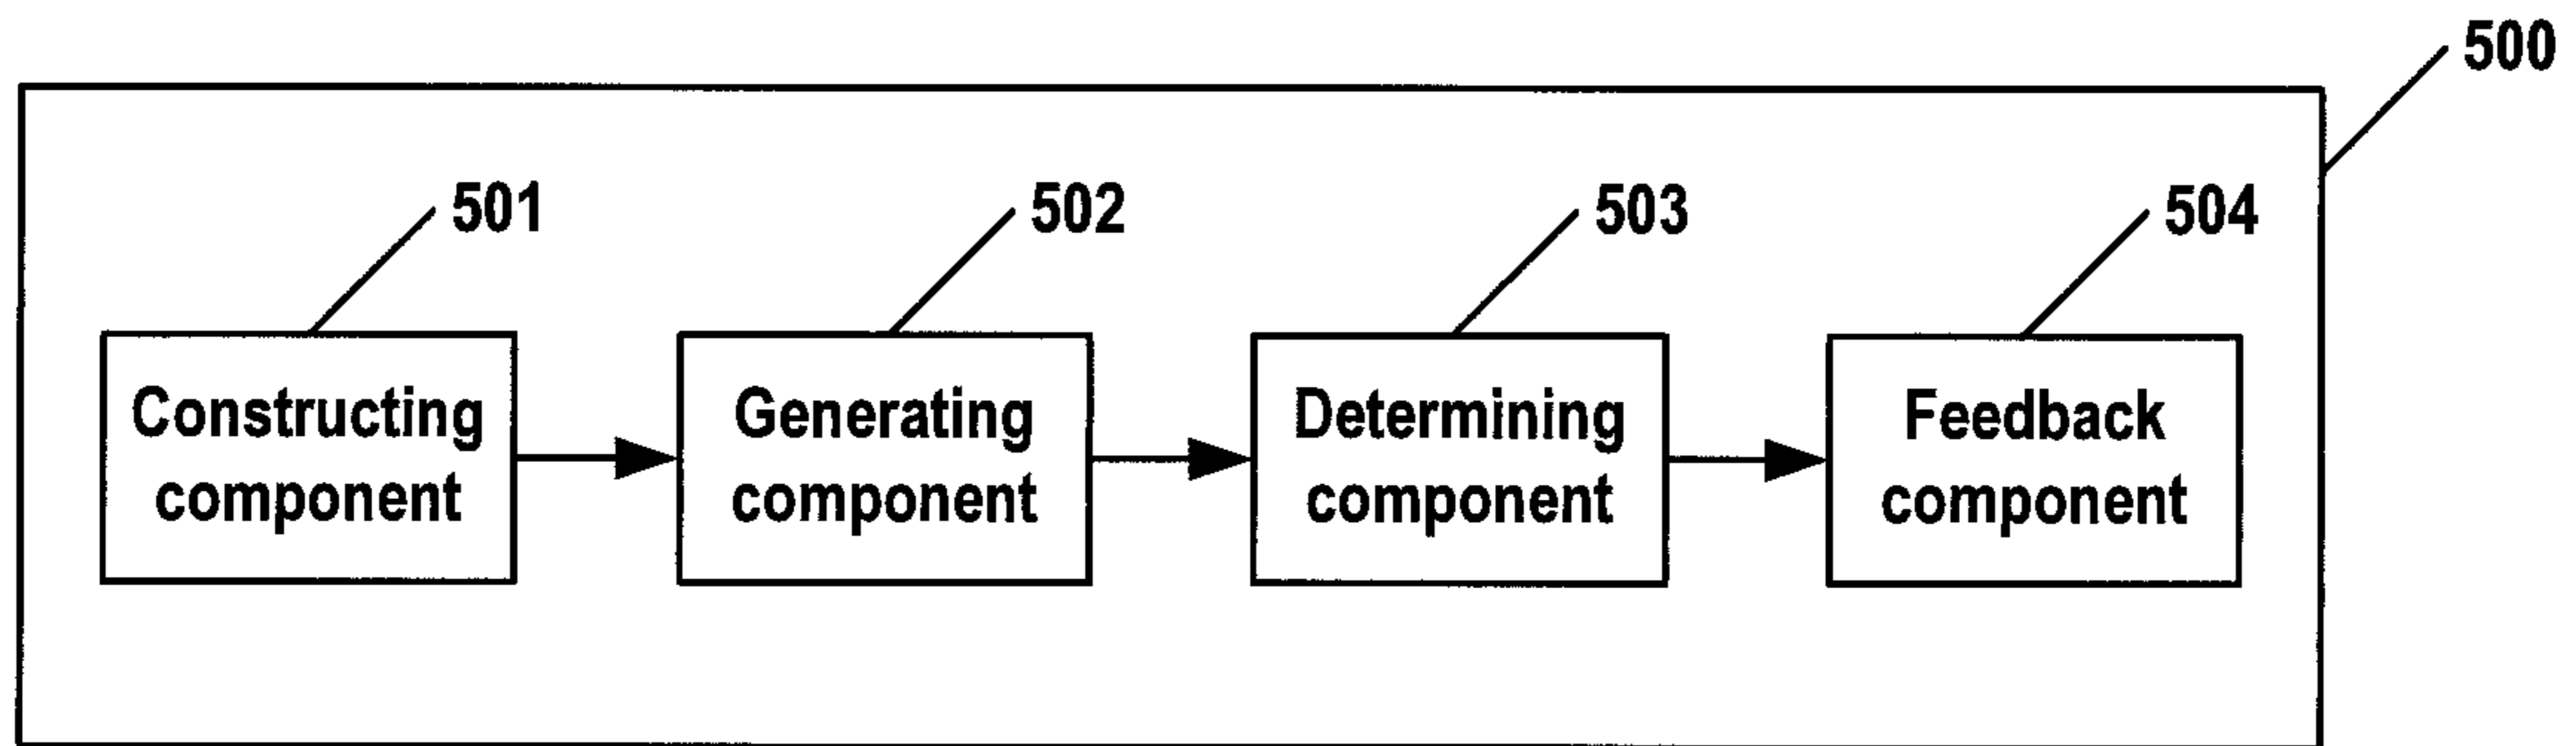 500
501
502
503
504
Constructing
component
Generating
component
Determining
component
Feedback
component